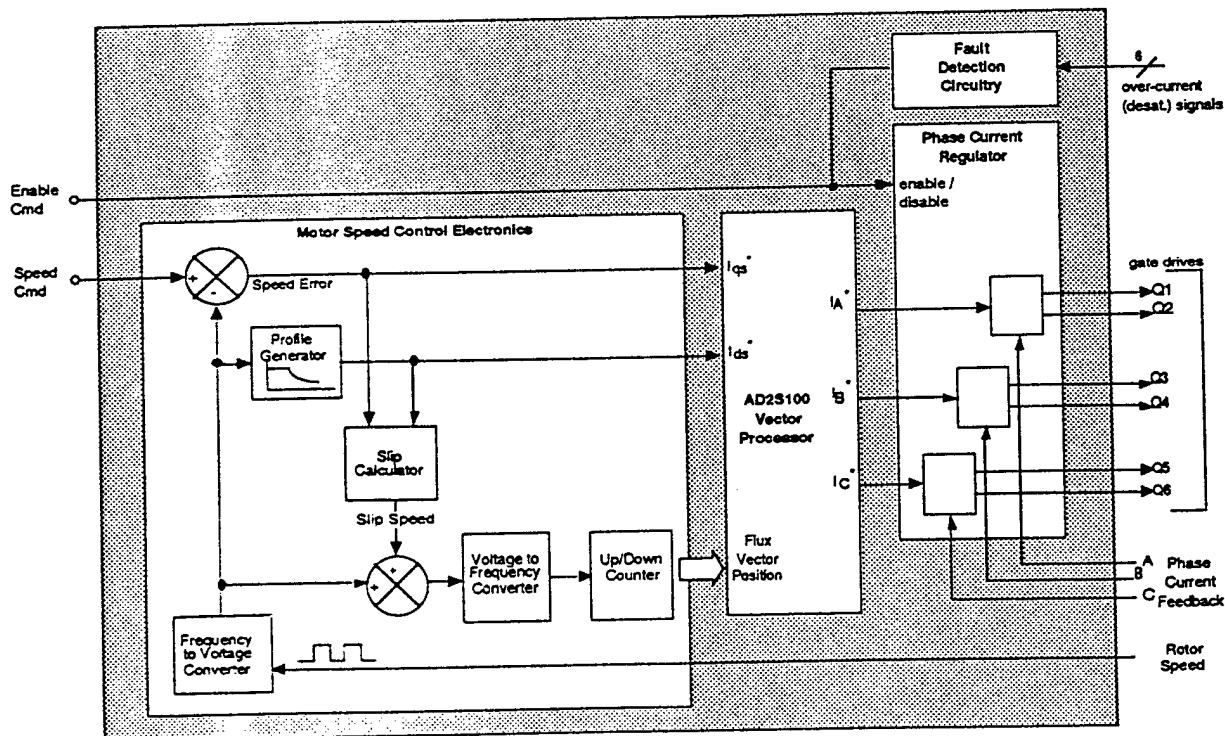 Fault
Detection
Circuitry
6
over-current
(desat.) signals
Phase Current
Regulator
Enable
Cmd
enable /
disable
Motor Speed Control Electronics
Speed
Cmd
+
-
Speed Error
Iqs*
gate drives
Q1
Q2
IA*
Profile
Generator
Ids*
Q3
Q4
IB*
AD2S100
Vector
Processor
Slip
Calculator
Q5
Q6
IC*
Slip Speed
+
+
Voltage to
Frequency
Converter
Up/Down
Counter
Flux
Vector
Position
A Phase
B Current
C Feedback
Frequency
to Voltage
Converter
Rotor
Speed